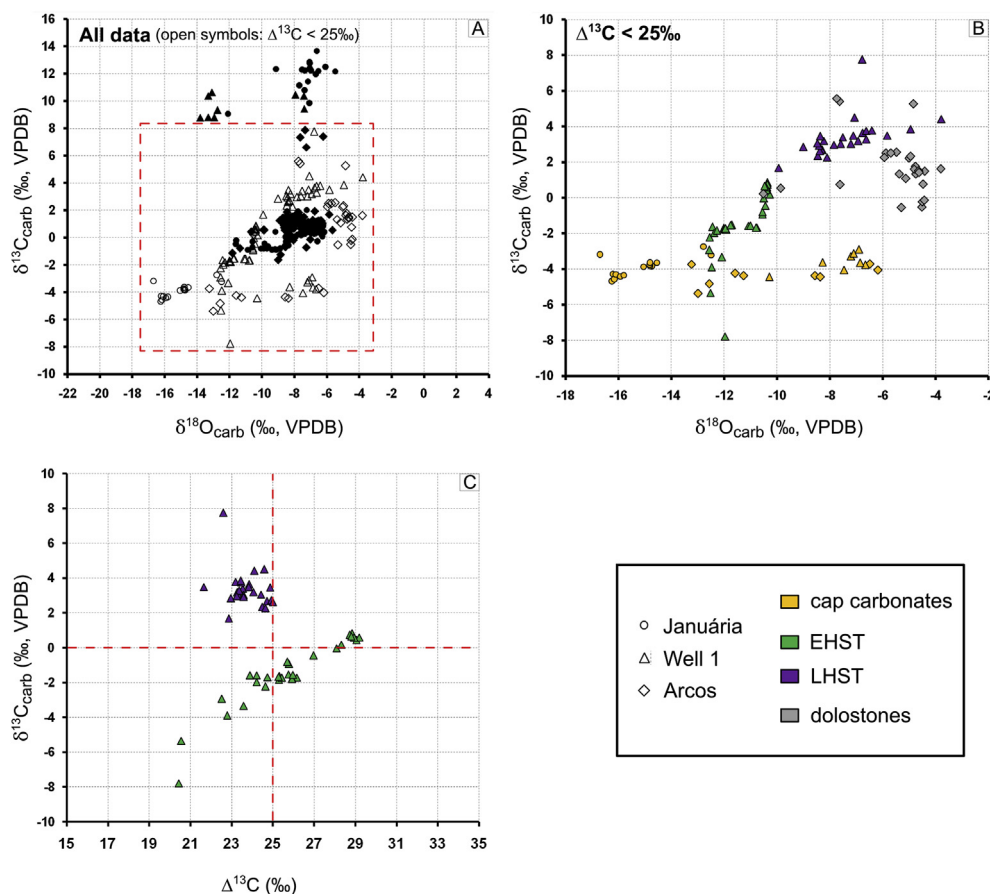 All data (open symbols: Δ¹³C < 25‰)
A
16
14
12
10
8
6
4
2
0
-2
-4
-6
-8
-10
δ¹³Ccarb (‰, VPDB)
-22 -20 -18 -16 -14 -12 -10 -8 -6 -4 -2 0 2 4
δ¹⁸Ocarb (‰, VPDB)
Δ¹³C < 25‰
B
10
8
6
4
2
0
-2
-4
-6
-8
-10
δ¹³Ccarb (‰, VPDB)
-18 -16 -14 -12 -10 -8 -6 -4 -2
δ¹⁸Ocarb (‰, VPDB)
C
10
8
6
4
2
0
-2
-4
-6
-8
-10
δ¹³Ccarb (‰, VPDB)
15 17 19 21 23 25 27 29 31 33 35
Δ¹³C (‰)
Januária
Well 1
Arcos
cap carbonates
EHST
LHST
dolostones